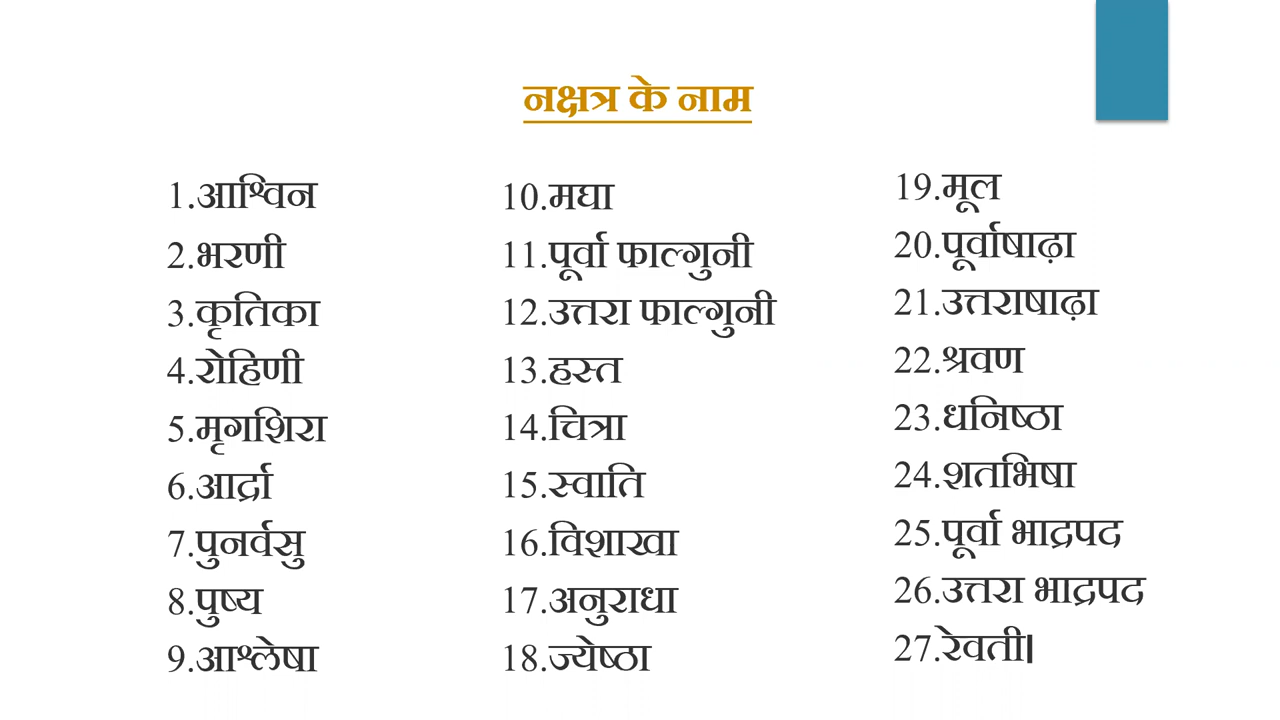 नक्षत्र के नाम
1.आश्विन
2.भरणी
3.कृतिका
4.रोहिणी
5.मृगशिरा
6.आर्द्रा
7.पुनर्वसु
8.पुष्य
9.आश्लेषा
10.मघा
11.पूर्वा फाल्गुनी
12.उत्तरा फाल्गुनी
13.हस्त
14.चित्रा
15.स्वाति
16.विशाखा
17.अनुराधा
18.ज्येष्ठा
19.मूल
20.पूर्वाषाढ़ा
21.उत्तराषाढ़ा
22.श्रवण
23.धनिष्ठा
24.शतभिषा
25.पूर्वा भाद्रपद
26.उत्तरा भाद्रपद
27.रेवती।